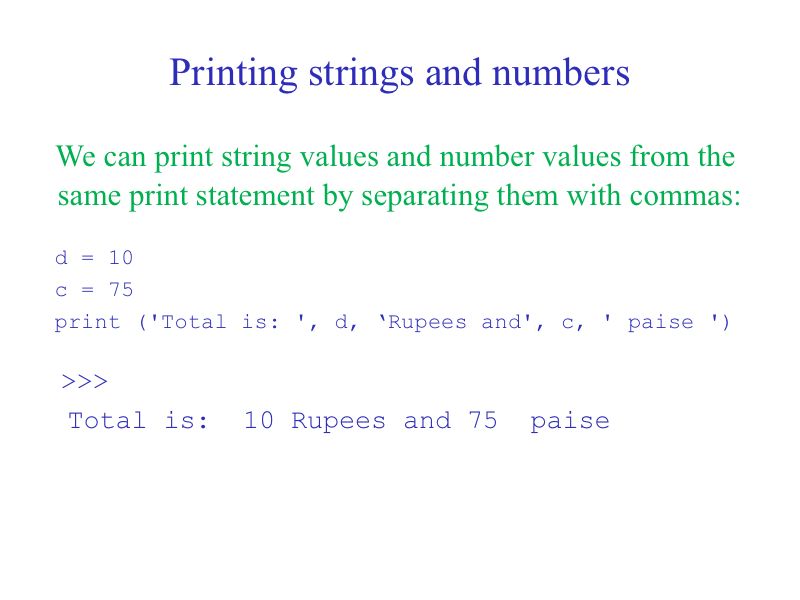 Printing strings and numbers
We can print string values and number values from the
same print statement by separating them with commas:
d = 10
c = 75
print ('Total is: ', d, ‘Rupees and', c, ' paise ')
>>>
Total is:  10 Rupees and 75  paise